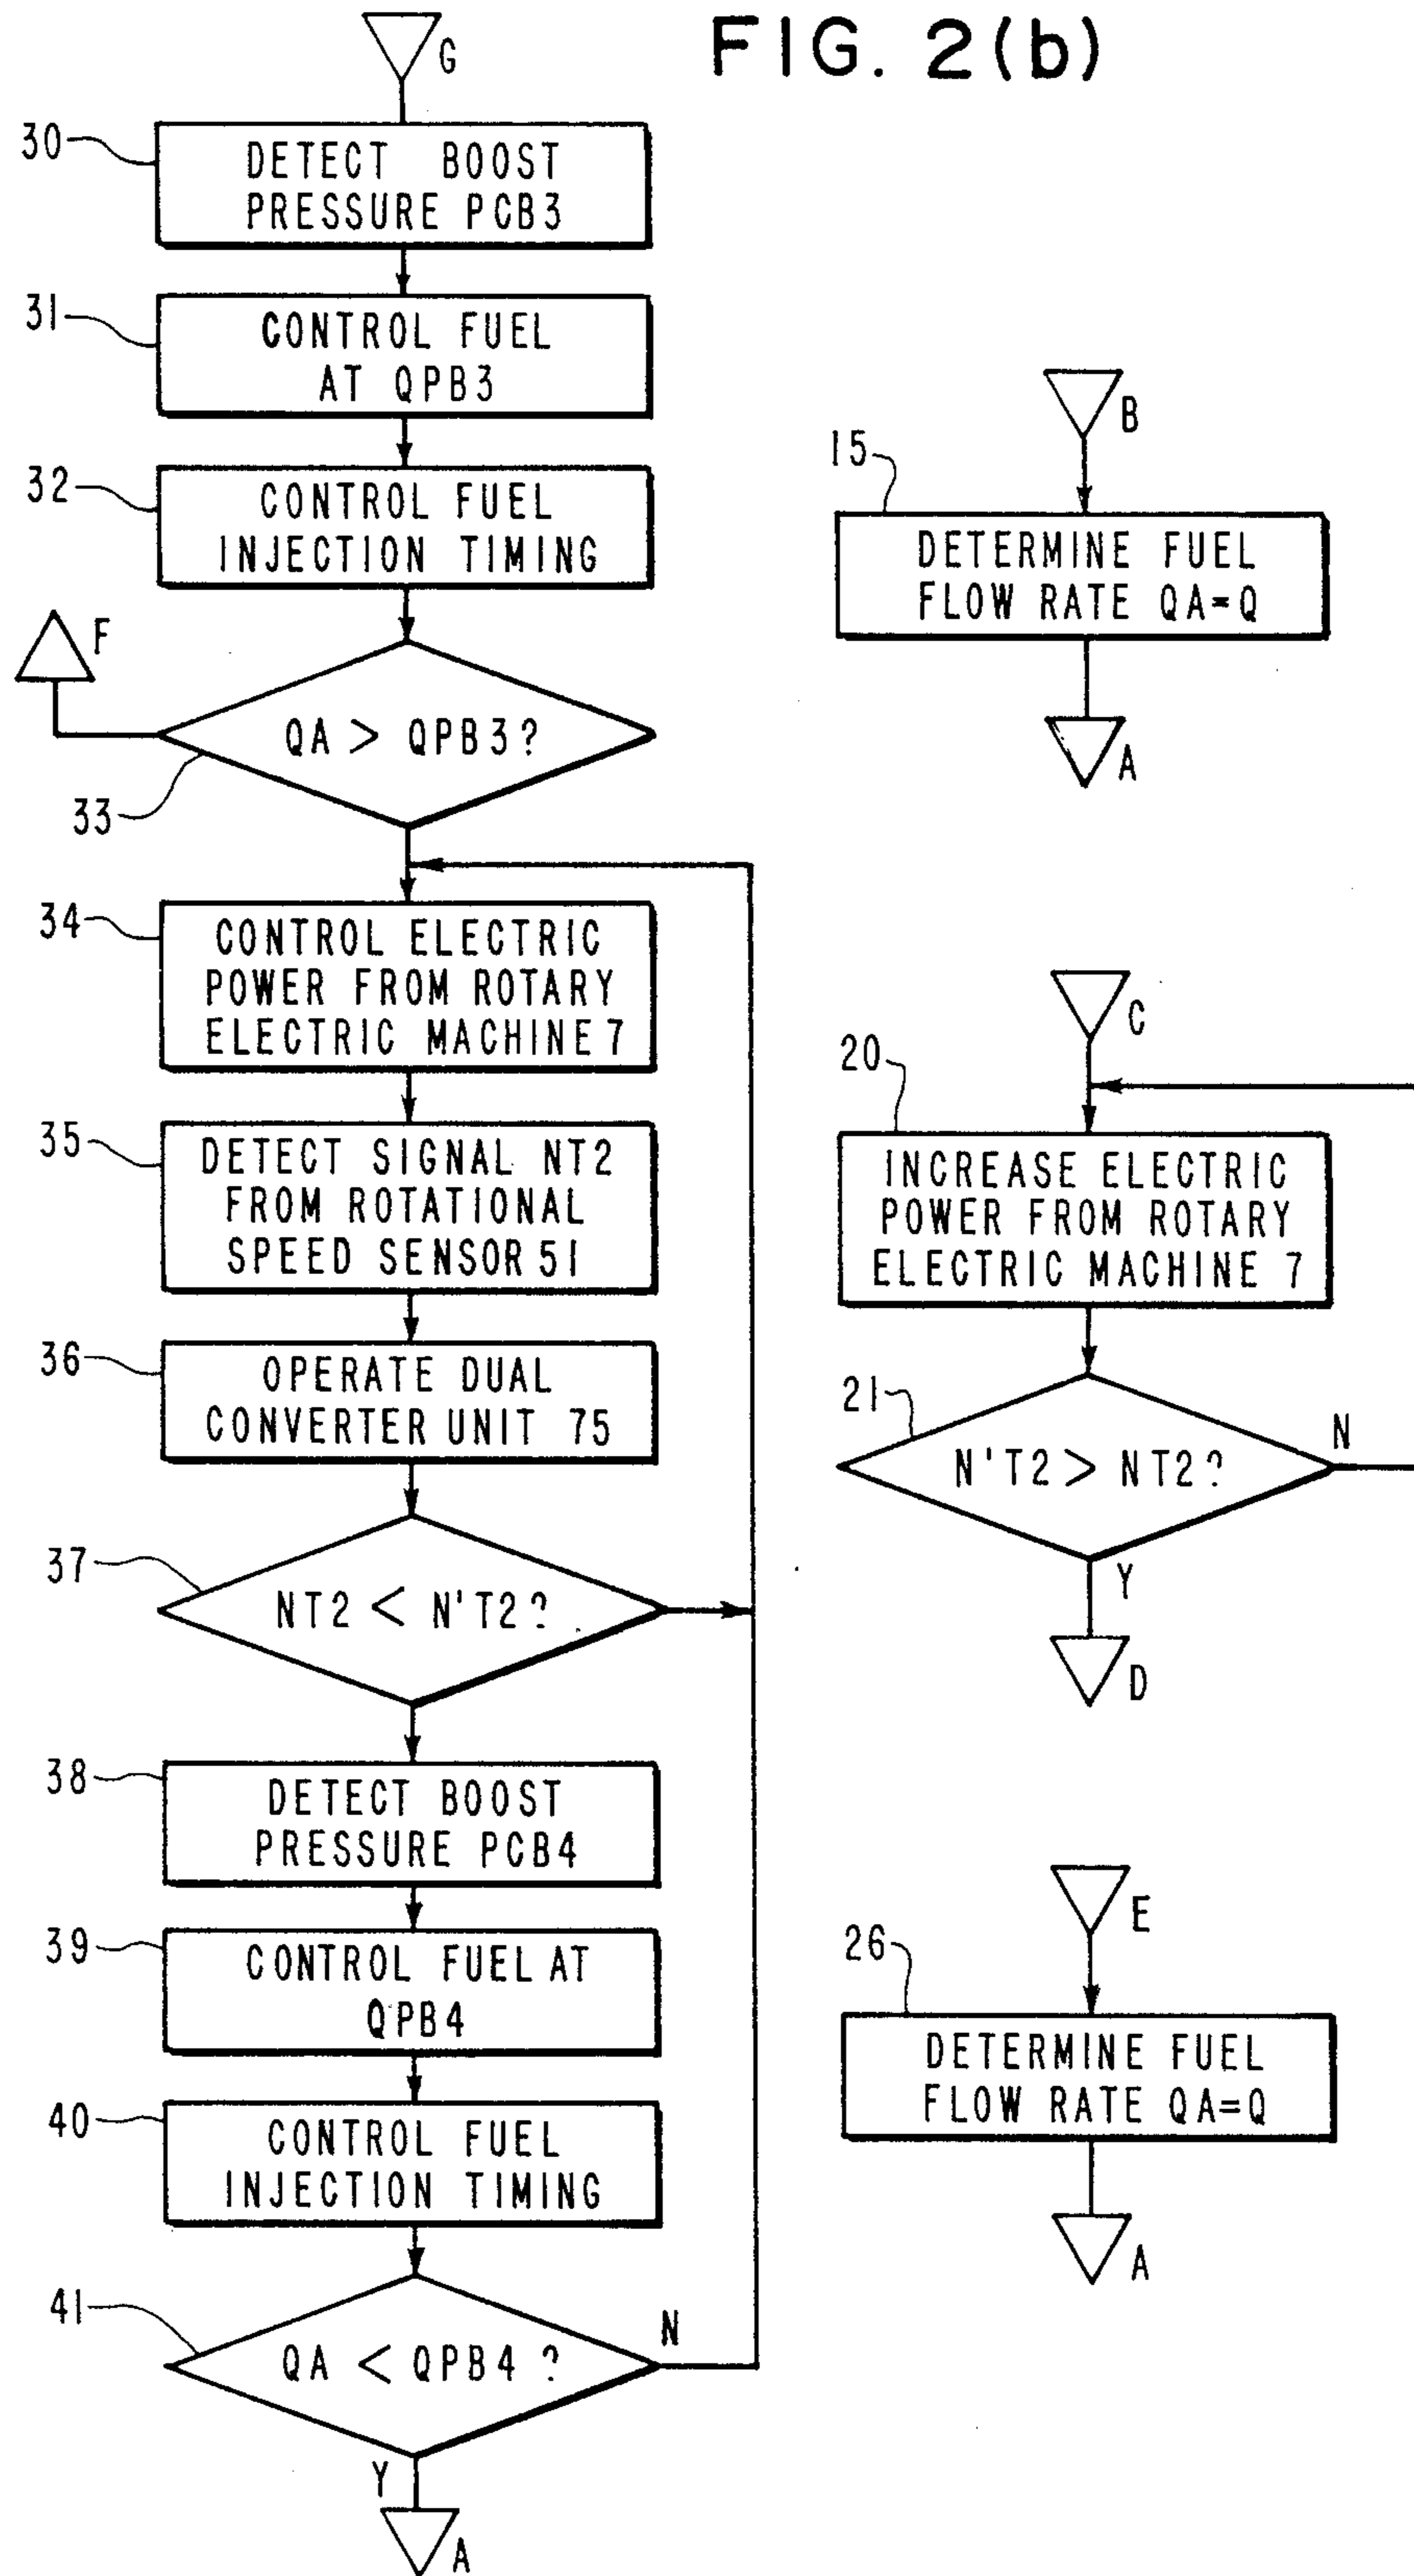 FIG. 2(b)
G
30
DETECT BOOST
PRESSURE PCB3
31
CONTROL FUEL
AT QPB3
32
CONTROL FUEL
INJECTION TIMING
F
QA > QPB3?
33
34
CONTROL ELECTRIC
POWER FROM ROTARY
ELECTRIC MACHINE 7
35
DETECT SIGNAL NT2
FROM ROTATIONAL
SPEED SENSOR 51
36
OPERATE DUAL
CONVERTER UNIT 75
37
NT2 < N'T2?
38
DETECT BOOST
PRESSURE PCB4
39
CONTROL FUEL AT
QPB4
40
CONTROL FUEL
INJECTION TIMING
41
QA < QPB4 ?
N
Y
A
B
15
DETERMINE FUEL
FLOW RATE QA=Q
A
C
20
INCREASE ELECTRIC
POWER FROM ROTARY
ELECTRIC MACHINE 7
21
N'T2 > NT2?
N
Y
D
E
26
DETERMINE FUEL
FLOW RATE QA=Q
A